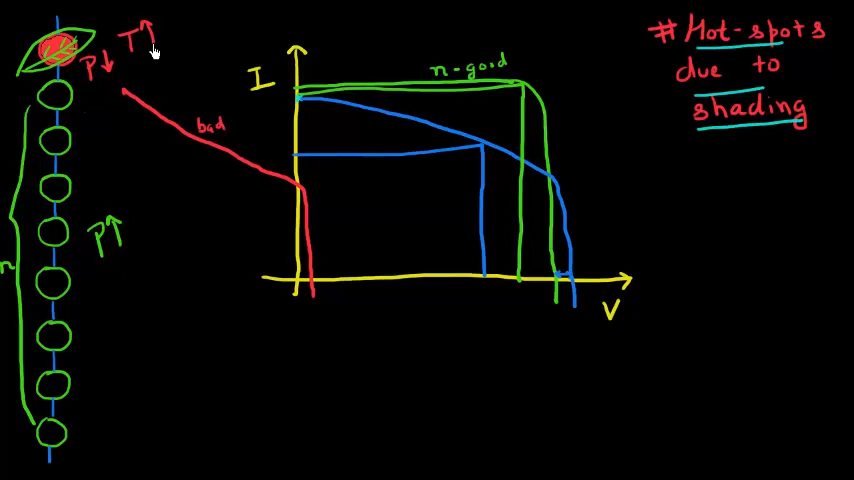 # Hot-spots
due to
shading
T↑
P↓
I
n-good
bad
P↑
n
V